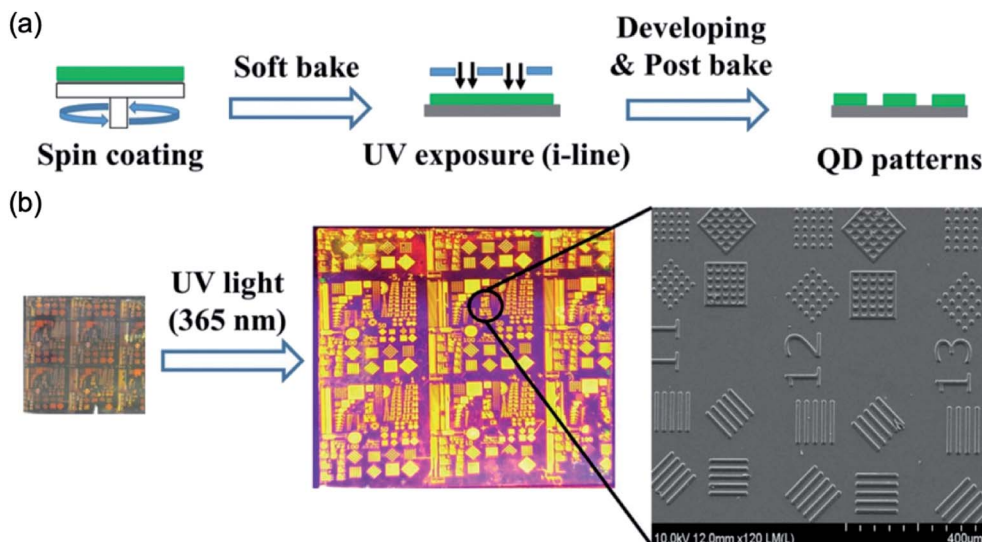 (a)
Soft bake
Developing
& Post bake
Spin coating
UV exposure (i-line)
QD patterns
(b)
UV light
(365 nm)
11
12
13
10.0kV 12.0mm x120 LM(L)
400um